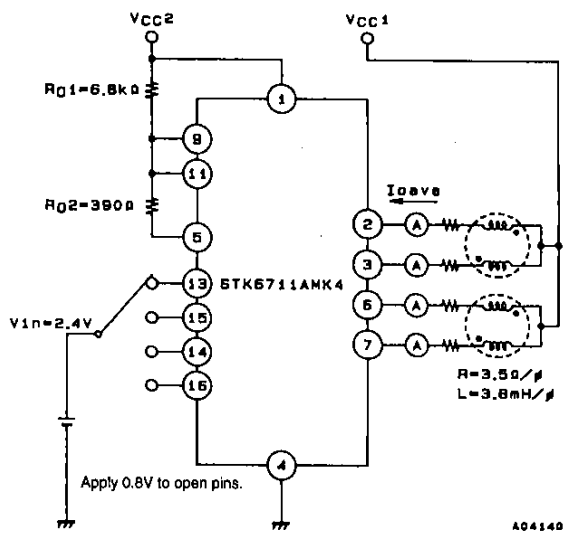 VCC2
VCC1
RO1=6.8kΩ
1
9
11
Ioave
RO2=390Ω
2
A
5
3
A
13
STK6711AMK4
6
A
Vin=2.4V
15
7
A
14
R=3.5Ω/ϕ
L=3.8mH/ϕ
16
4
Apply 0.8V to open pins.
A04140